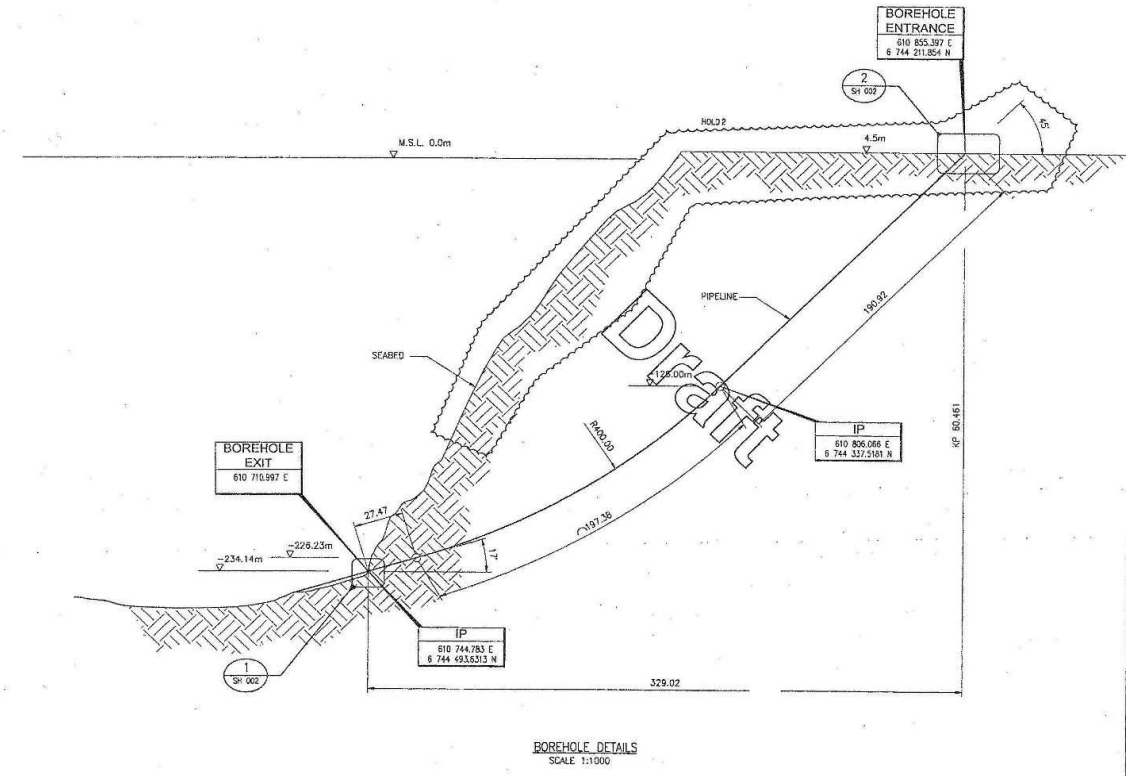 BOREHOLE
ENTRANCE
610 855.397 E
6 744 211.854 N
2
SH 002
HOLD 2
45°
M.S.L. 0.0m
4.5m
PIPELINE
190.92
SEABED
Draft
-125.00m
R400.00
IP
610 806.066 E
6 744 337.5161 N
KP 60.461
BOREHOLE
EXIT
610 710.997 E
27.47
197.38
-226.23m
-234.14m
17°
IP
610 744.783 E
6 744 493.6313 N
1
SH 002
329.02
BOREHOLE DETAILS
SCALE 1:1000